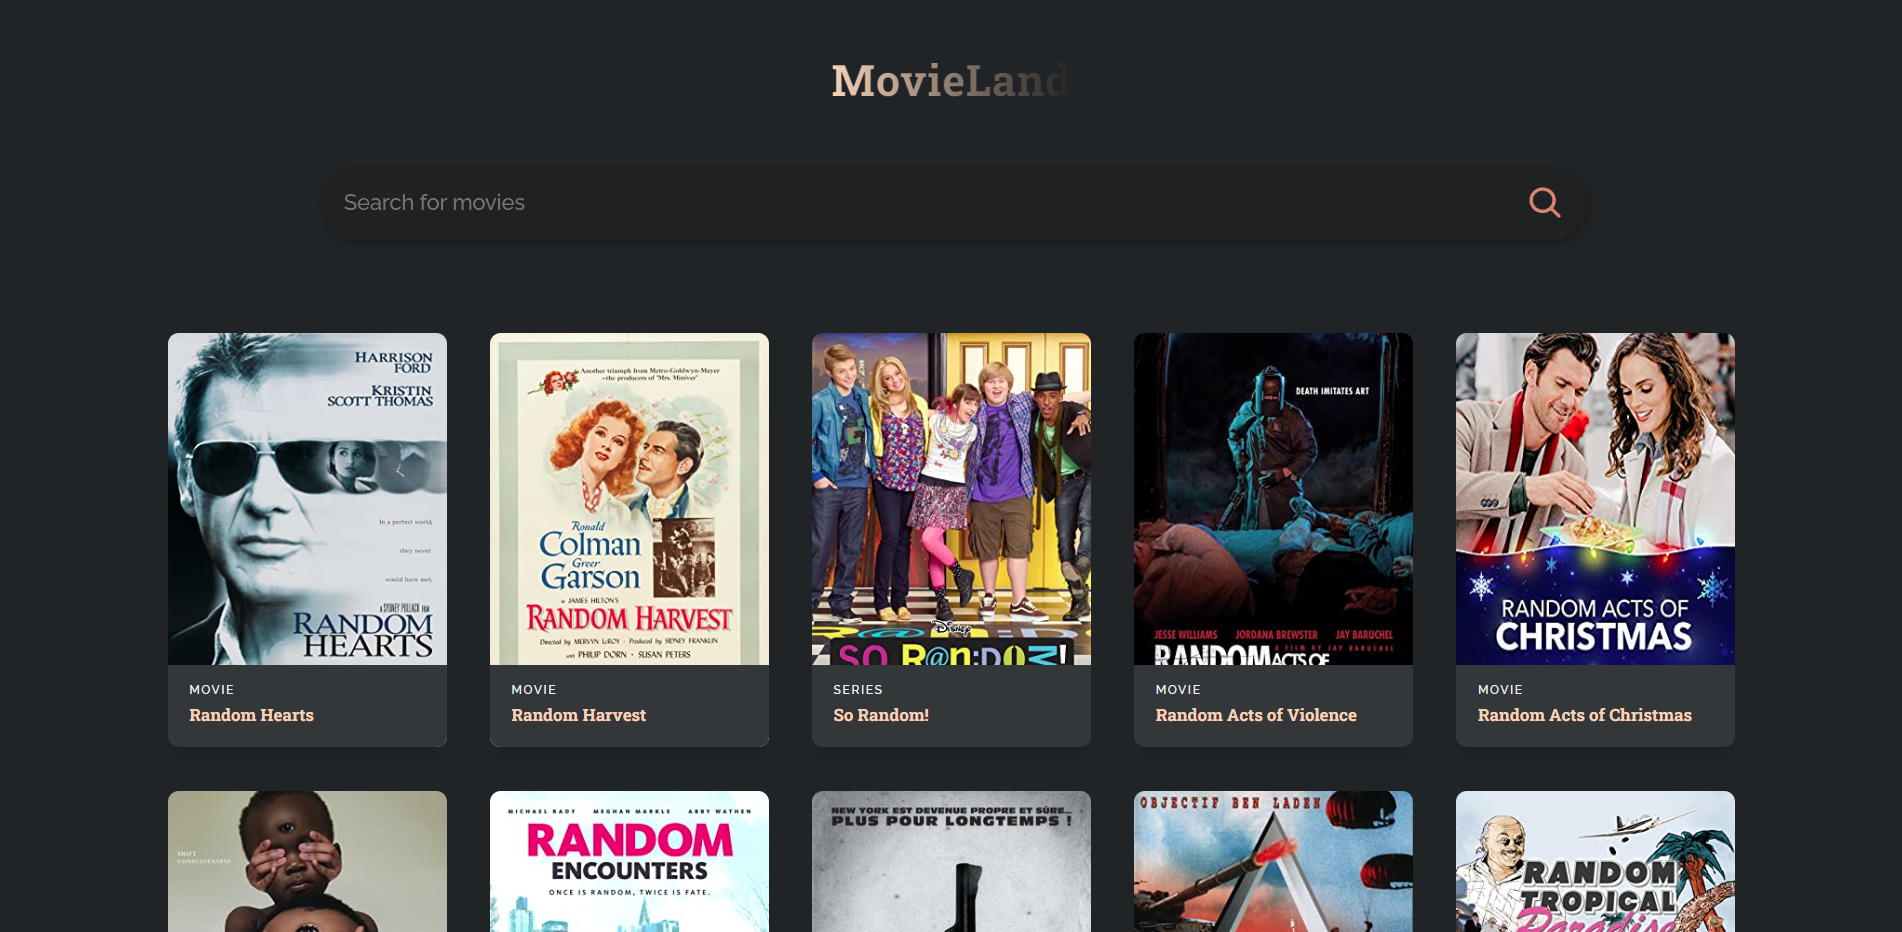 MovieLand
Search for movies
HARRISON
FORD
KRISTIN
SCOTT THOMAS
In a perfect world,
they never
would have met.
A SYDNEY POLLACK FILM
RANDOM
HEARTS
MOVIE
Random Hearts
Another triumph from Metro-Goldwyn-Mayer
—the producers of "Mrs. Miniver"
Ronald
Colman
Greer
Garson
in JAMES HILTON'S
RANDOM HARVEST
Directed by MERVYN LeROY · Produced by SIDNEY FRANKLIN
with PHILIP DORN · SUSAN PETERS
MOVIE
Random Harvest
DISNEY
SO R@n:DOM!
SERIES
So Random!
DEATH IMITATES ART
JESSE WILLIAMS JORDANA BREWSTER JAY BARUCHEL
A FILM BY JAY BARUCHEL
RANDOM ACTS OF
MOVIE
Random Acts of Violence
RANDOM ACTS OF
CHRISTMAS
MOVIE
Random Acts of Christmas
SHIFT
CONSCIOUSNESS
MICHAEL RADY MEGHAN MARKLE ABBY WATHEN
RANDOM
ENCOUNTERS
ONCE IS RANDOM, TWICE IS FATE.
NEW YORK EST DEVENUE PROPRE ET SÛRE...
PLUS POUR LONGTEMPS !
OBJECTIF BEN LADEN
RANDOM
TROPICAL
Paradise